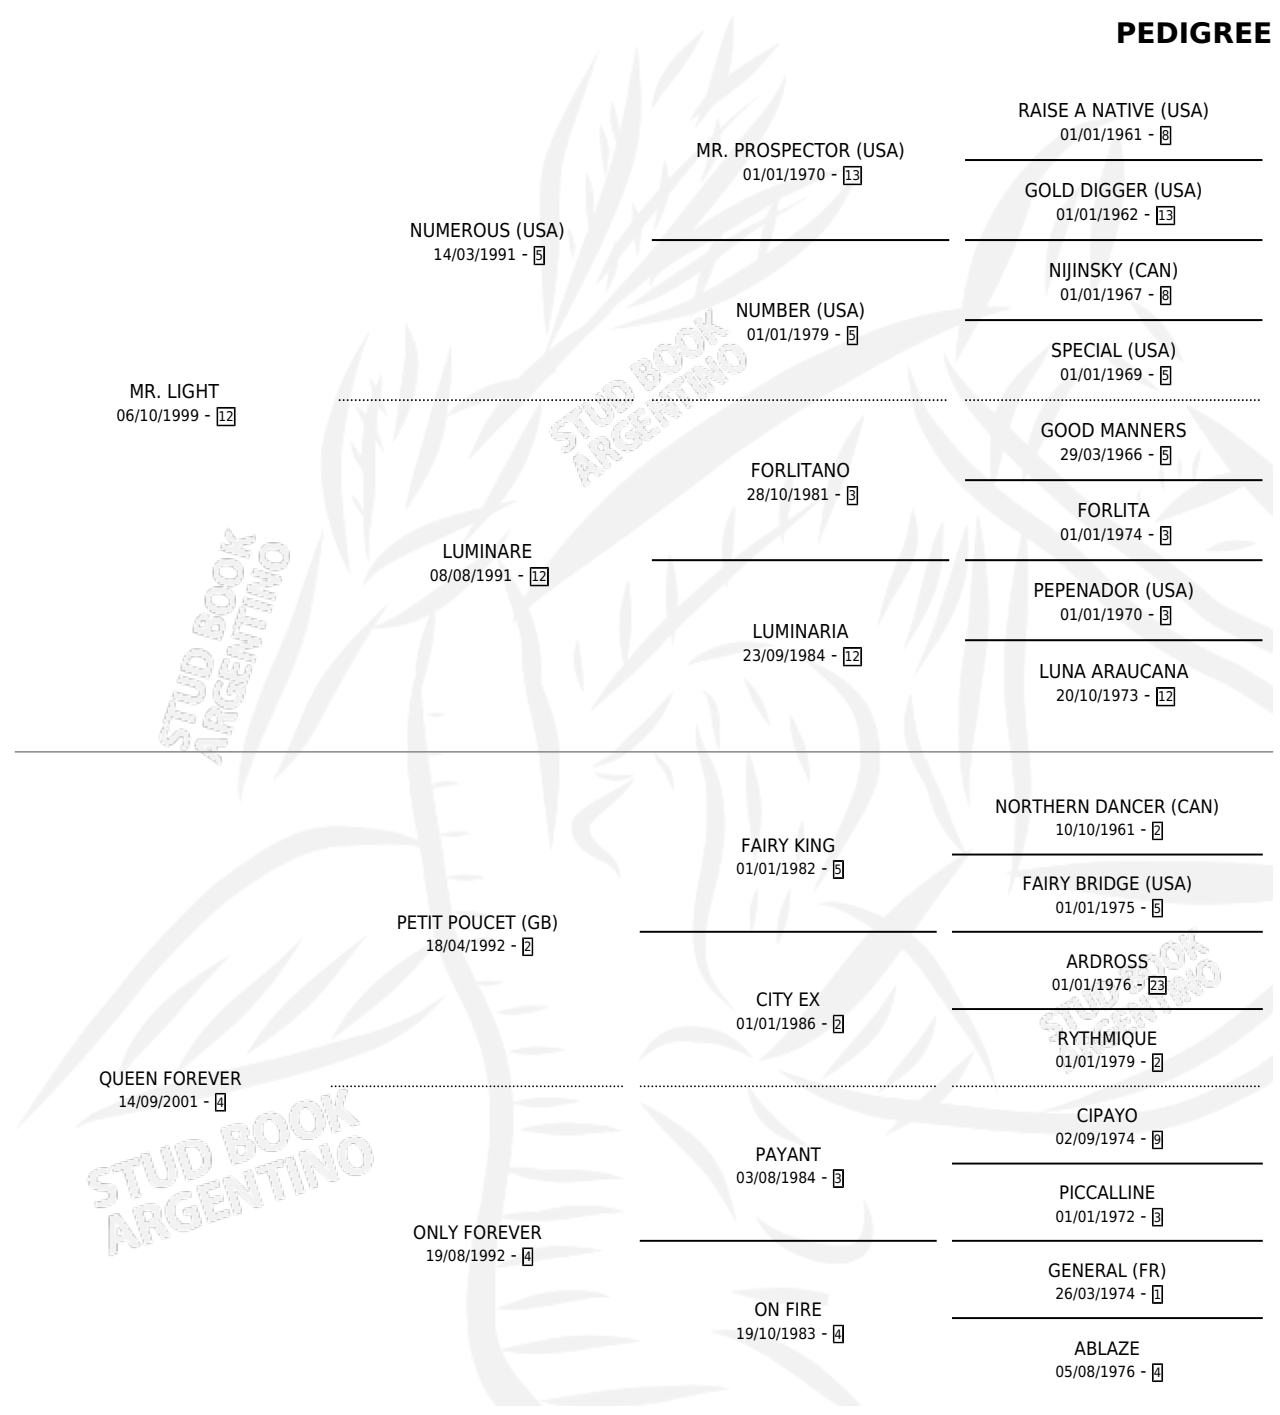 PEDIGREE
RAISE A NATIVE (USA)
01/01/1961 - 8
MR. PROSPECTOR (USA)
01/01/1970 - 13
GOLD DIGGER (USA)
01/01/1962 - 13
NUMEROUS (USA)
14/03/1991 - 5
NIJINSKY (CAN)
01/01/1967 - 8
NUMBER (USA)
01/01/1979 - 5
SPECIAL (USA)
01/01/1969 - 5
MR. LIGHT
06/10/1999 - 12
STUD BOOK
ARGENTINO
GOOD MANNERS
29/03/1966 - 5
FORLITANO
28/10/1981 - 3
FORLITA
01/01/1974 - 3
LUMINARE
08/08/1991 - 12
PEPENADOR (USA)
01/01/1970 - 3
LUMINARIA
23/09/1984 - 12
LUNA ARAUCANA
20/10/1973 - 12
STUD BOOK
ARGENTINO
NORTHERN DANCER (CAN)
10/10/1961 - 2
FAIRY KING
01/01/1982 - 5
FAIRY BRIDGE (USA)
01/01/1975 - 5
PETIT POUCET (GB)
18/04/1992 - 2
ARDROSS
01/01/1976 - 23
CITY EX
01/01/1986 - 2
STUD BOOK
ARGENTINO
RYTHMIQUE
01/01/1979 - 2
QUEEN FOREVER
14/09/2001 - 4
STUD BOOK
ARGENTINO
CIPAYO
02/09/1974 - 9
PAYANT
03/08/1984 - 3
PICCALLINE
01/01/1972 - 3
ONLY FOREVER
19/08/1992 - 4
GENERAL (FR)
26/03/1974 - 1
ON FIRE
19/10/1983 - 4
ABLAZE
05/08/1976 - 4